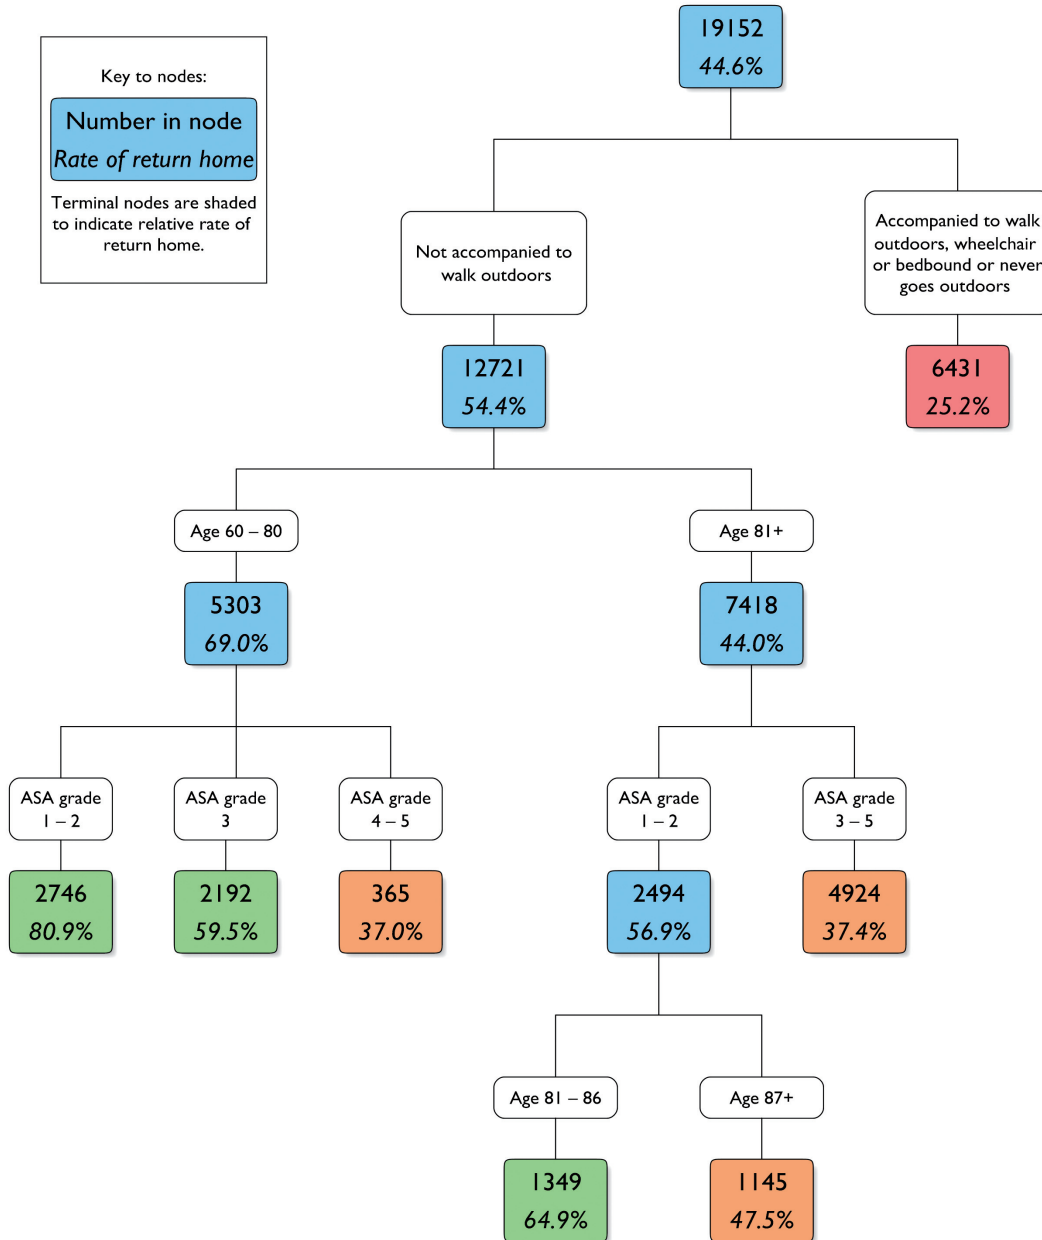 19152
44.6%
Key to nodes:
Number in node
Rate of return home
Terminal nodes are shaded
to indicate relative rate of
return home.
Not accompanied to
walk outdoors
Accompanied to walk
outdoors, wheelchair
or bedbound or never
goes outdoors
12721
54.4%
6431
25.2%
Age 60 – 80
Age 81+
5303
69.0%
7418
44.0%
ASA grade
1 – 2
ASA grade
3
ASA grade
4 – 5
ASA grade
1 – 2
ASA grade
3 – 5
2746
80.9%
2192
59.5%
365
37.0%
2494
56.9%
4924
37.4%
Age 81 – 86
Age 87+
1349
64.9%
1145
47.5%